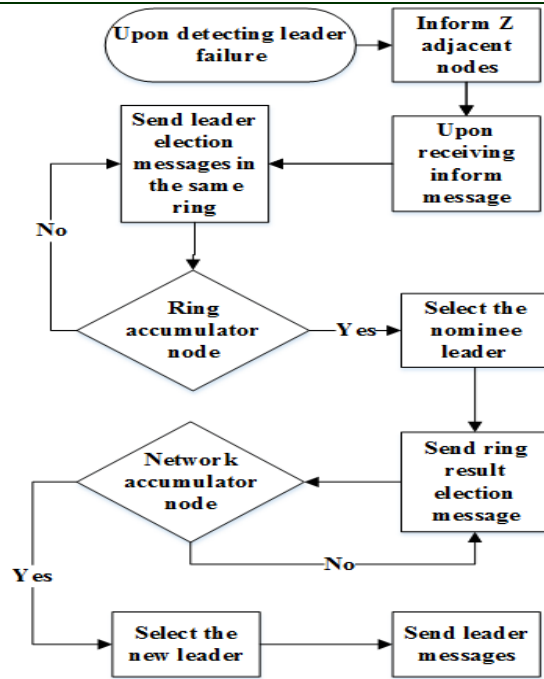 Upon detecting leader
failure
Inform Z
adjacent
nodes
Upon
receiving
inform
message
Send leader
election
messages in
the same
ring
No
Ring
accumulator
node
Yes
Select the
nominee
leader
Send ring
result
election
message
Network
accumulator
node
No
Yes
Select the
new leader
Send leader
messages